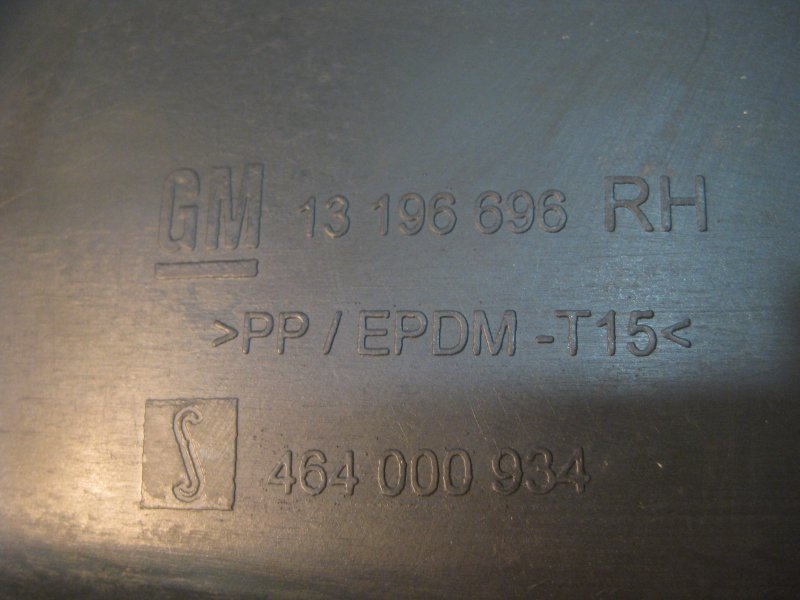 GM 13 196 696 RH
>PP / EPDM -T15<
S 464 000 934